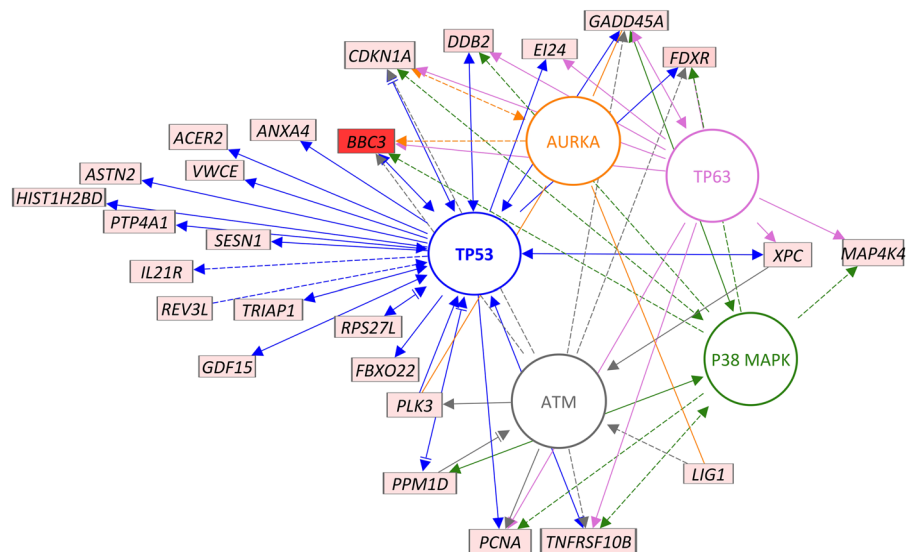 GADD45A
CDKN1A
DDB2
EI24
FDXR
ACER2
ANXA4
BBC3
AURKA
ASTN2
VWCE
TP63
HIST1H2BD
PTP4A1
SESN1
TP53
XPC
MAP4K4
IL21R
REV3L
TRIAP1
RPS27L
GDF15
FBXO22
P38 MAPK
PLK3
ATM
PPM1D
LIG1
PCNA
TNFRSF10B